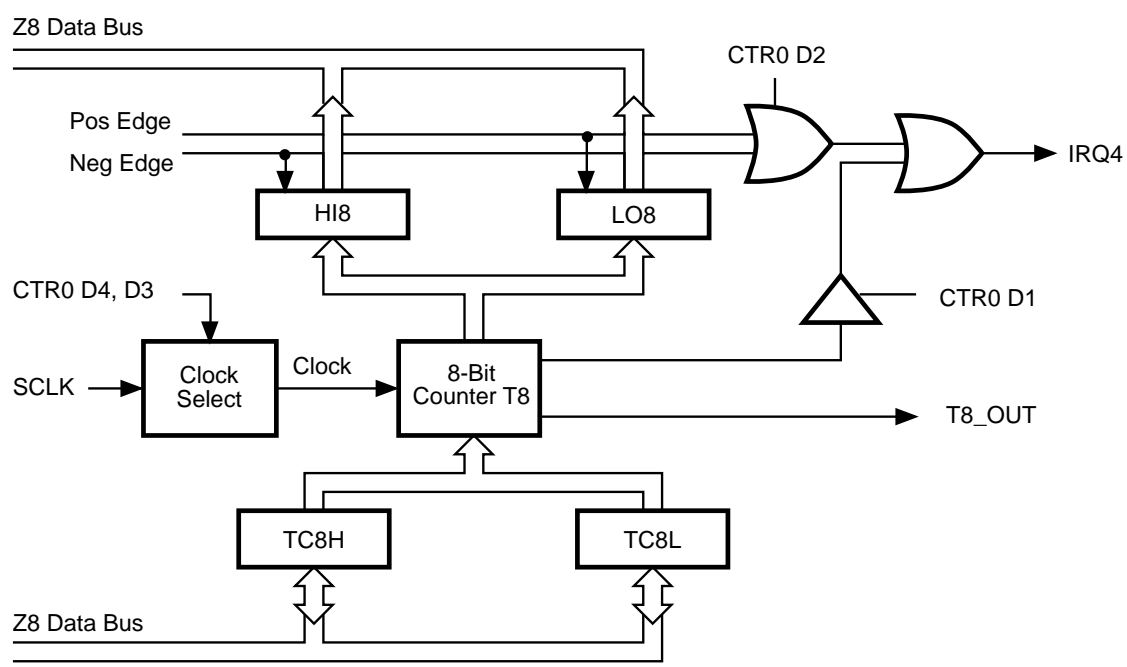 Z8 Data Bus
CTR0 D2
Pos Edge
Neg Edge
IRQ4
HI8
LO8
CTR0 D4, D3
CTR0 D1
SCLK
Clock
Select
Clock
8-Bit
Counter T8
T8_OUT
TC8H
TC8L
Z8 Data Bus